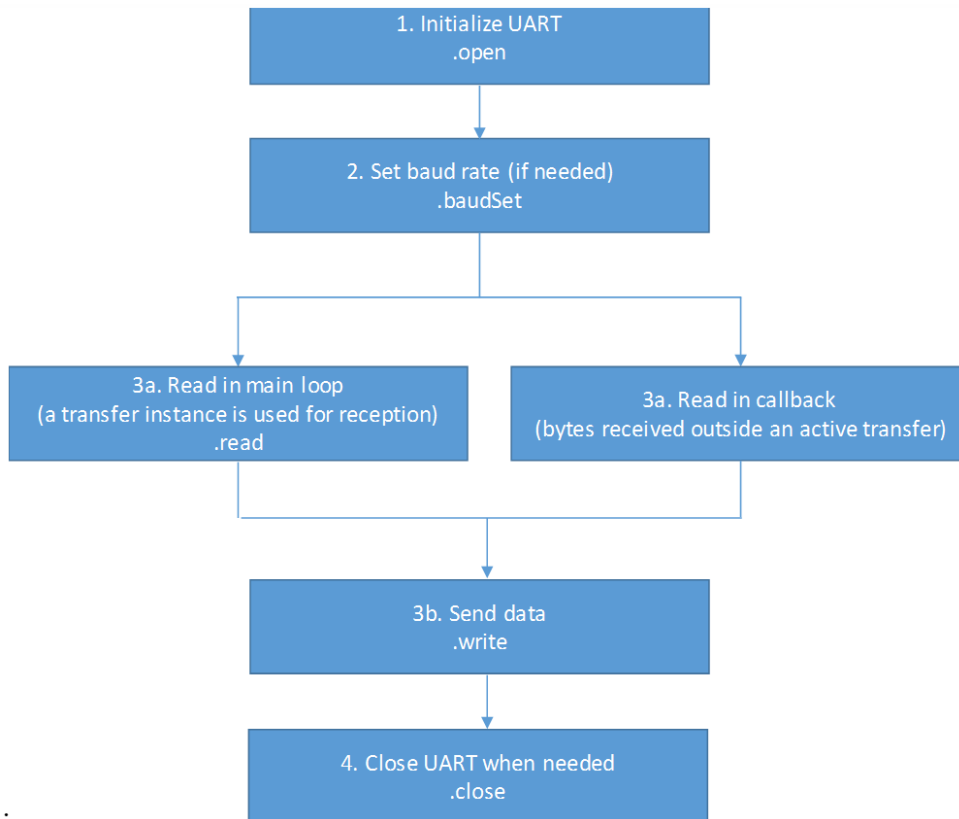 1. Initialize UART
.open
2. Set baud rate (if needed)
.baudSet
3a. Read in main loop
(a transfer instance is used for reception)
.read
3a. Read in callback
(bytes received outside an active transfer)
3b. Send data
.write
4. Close UART when needed
.close
.